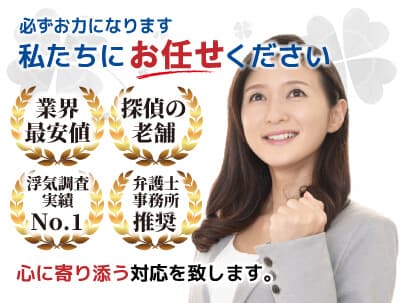 必ずお力になります
私たちにお任せください
業界
最安値
探偵の
老舗
浮気調査
実績
No.1
弁護士
事務所
推奨
心に寄り添う対応を致します。